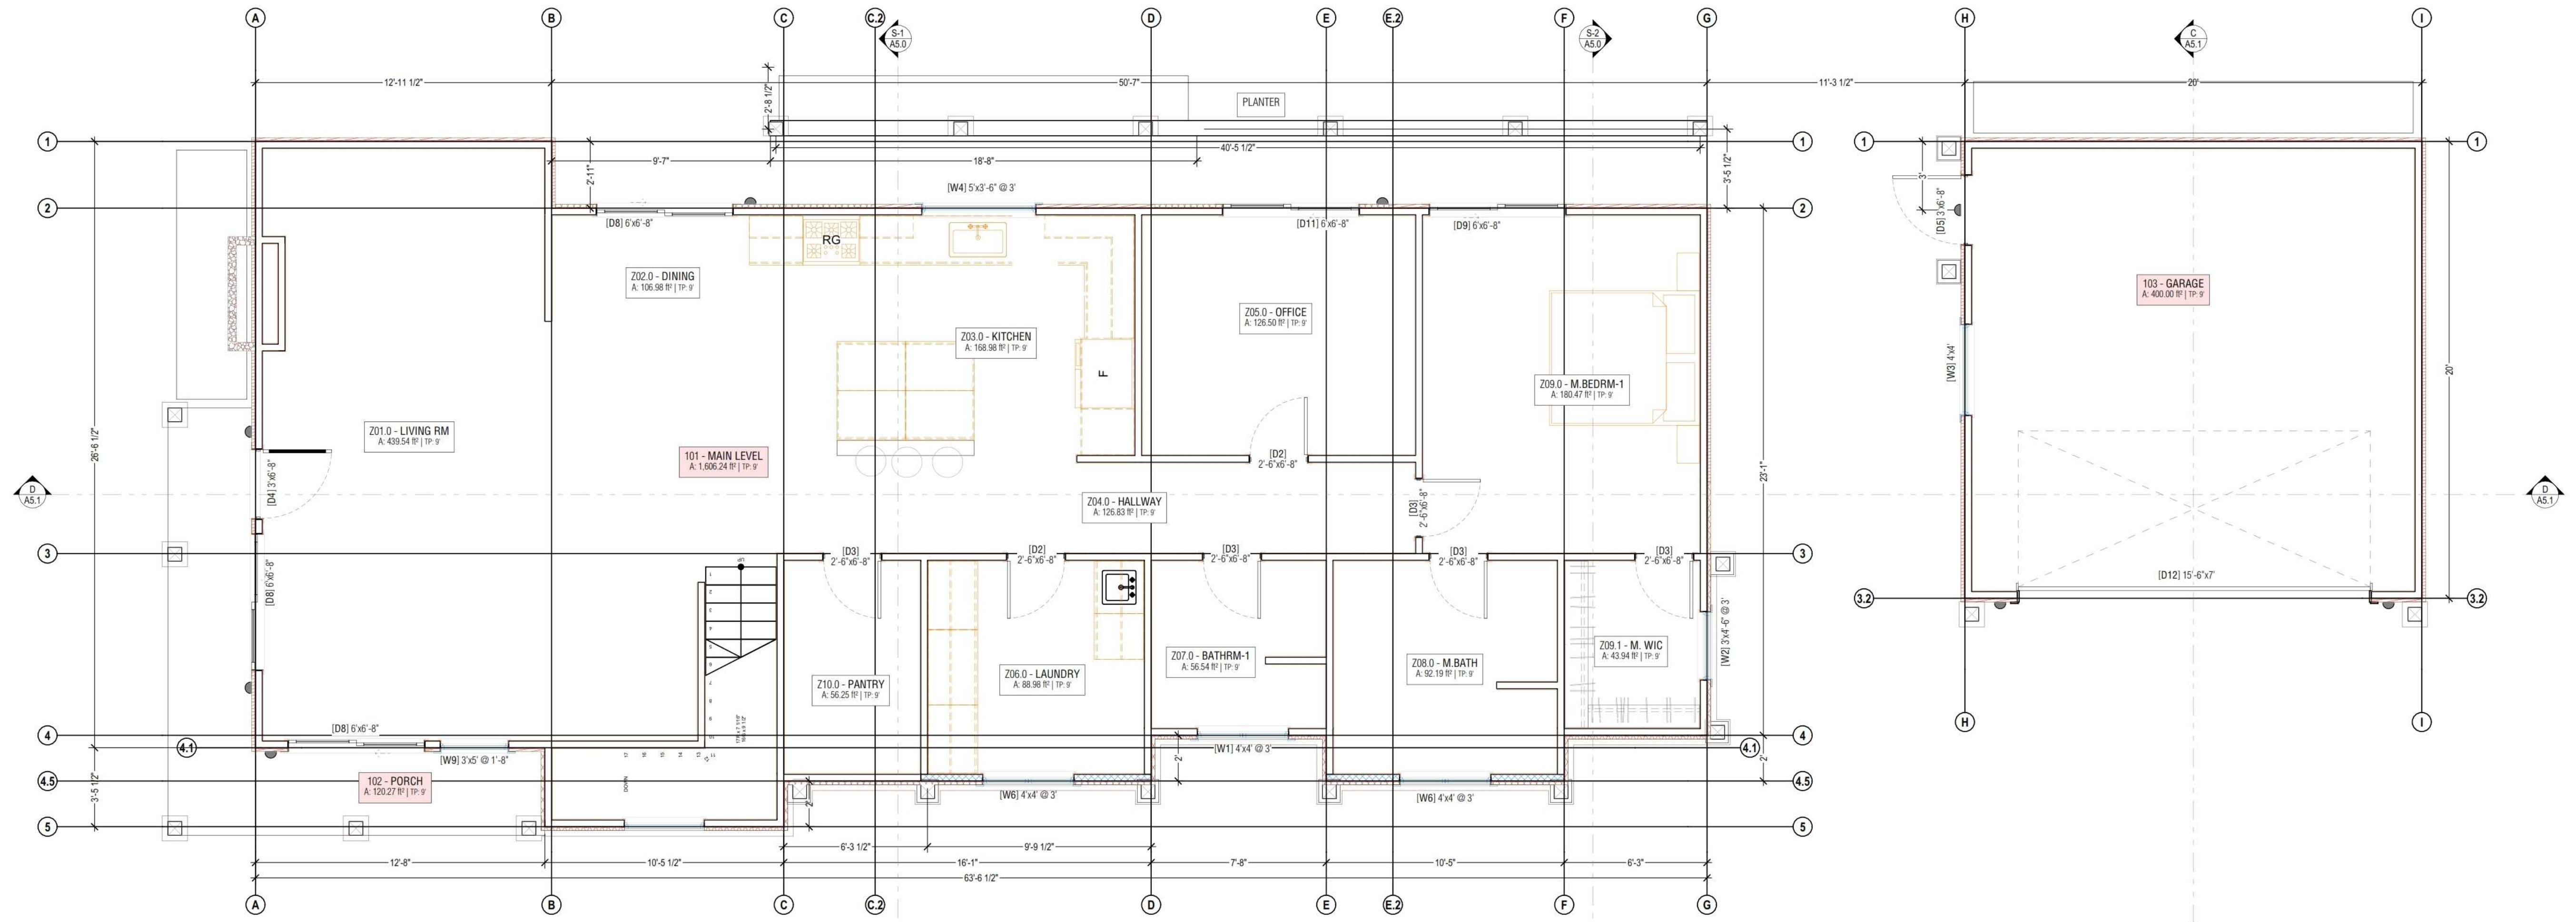 A
B
C
C.2
D
E
E.2
F
G
H
I
S-1
A5.0
S-2
A5.0
C
A5.1
12'-11 1/2"
50'-7"
11'-3 1/2"
20'
2'-8 1/2"
PLANTER
1
1
1
1
9'-7"
18'-8"
40'-5 1/2"
2'-11"
3'-5 1/2"
3'
[D5] 3'x6'-8"
[W4] 5'x3'-6" @ 3'
2
2
[D8] 6'x6'-8"
[D11] 6'x6'-8"
[D9] 6'x6'-8"
RG
Z02.0 - DINING
A: 106.98 ft² | TP: 9'
Z05.0 - OFFICE
A: 126.50 ft² | TP: 9'
103 - GARAGE
A: 400.00 ft² | TP: 9'
Z03.0 - KITCHEN
A: 168.98 ft² | TP: 9'
F
[W3] 4'x4'
20'
Z09.0 - M.BEDRM-1
A: 180.47 ft² | TP: 9'
Z01.0 - LIVING RM
A: 439.54 ft² | TP: 9'
26'-6 1/2"
101 - MAIN LEVEL
A: 1,606.24 ft² | TP: 9'
[D2]
2'-6"x6'-8"
23'-1"
[D4] 3'x6'-8"
D
A5.1
D
A5.1
Z04.0 - HALLWAY
A: 126.83 ft² | TP: 9'
[D3]
2'-6"x6'-8"
3
3
[D3]
2'-6"x6'-8"
[D2]
2'-6"x6'-8"
[D3]
2'-6"x6'-8"
[D3]
2'-6"x6'-8"
[D3]
2'-6"x6'-8"
[D8] 6'x6'-8"
[D12] 15'-6"x7'
3.2
3.2
[W2] 3'x4'-6" @ 3'
Z10.0 - PANTRY
A: 56.25 ft² | TP: 9'
Z06.0 - LAUNDRY
A: 88.98 ft² | TP: 9'
Z07.0 - BATHRM-1
A: 56.54 ft² | TP: 9'
Z08.0 - M.BATH
A: 92.19 ft² | TP: 9'
Z09.1 - M. WIC
A: 43.94 ft² | TP: 9'
H
I
[D8] 6'x6'-8"
4
4
4.1
4.1
[W9] 3'x5' @ 1'-8"
17
16
15
14
13
12
11
DOWN
[W1] 4'x4' @ 3'
2'
2'
102 - PORCH
A: 120.27 ft² | TP: 9'
4.5
4.5
3'-5 1/2"
[W6] 4'x4' @ 3'
[W6] 4'x4' @ 3'
2'
5
5
6'-3 1/2"
9'-9 1/2"
12'-8"
10'-5 1/2"
16'-1"
7'-8"
10'-5"
6'-3"
63'-6 1/2"
A
B
C
C.2
D
E
E.2
F
G